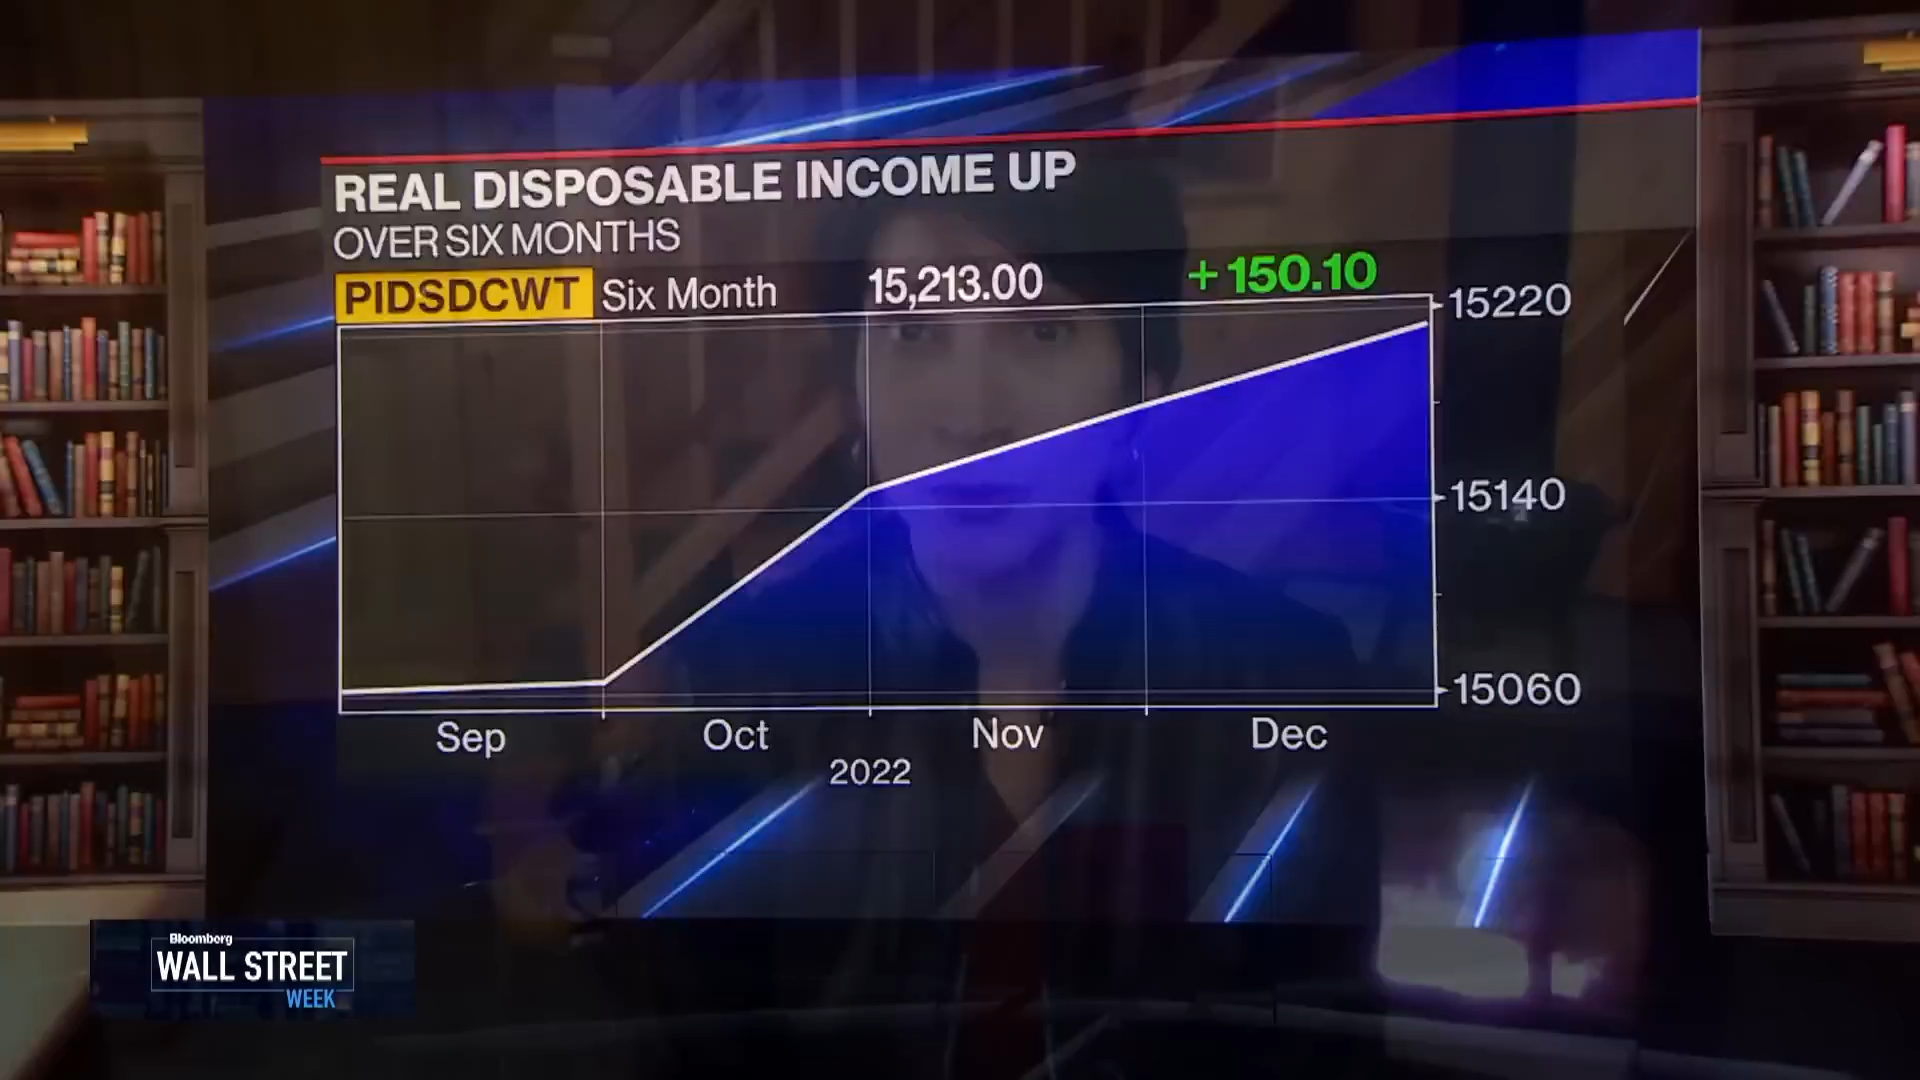 REAL DISPOSABLE INCOME UP
OVER SIX MONTHS
PIDSDCWT Six Month 15,213.00 +150.10
15220
15140
15060
Sep Oct Nov Dec
2022
Bloomberg
WALL STREET
WEEK